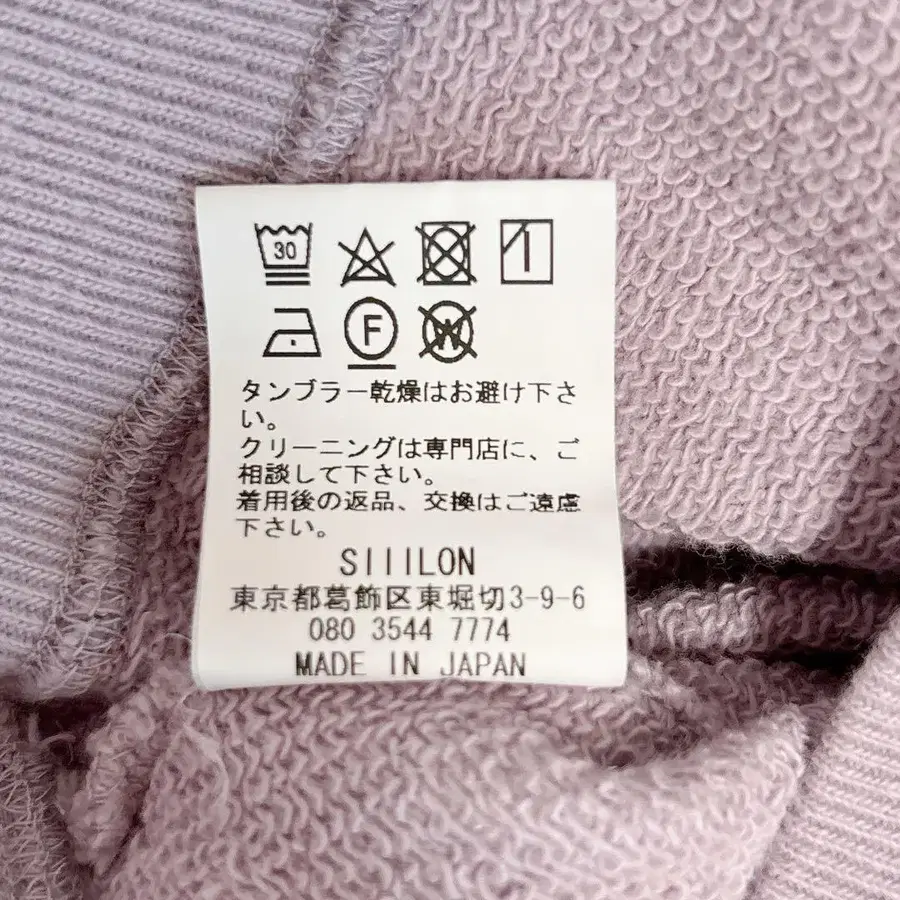 30
F
W
タンブラー乾燥はお避け下さ
い。
クリーニングは専門店に、ご
相談して下さい。
着用後の返品、交換はご遠慮
下さい。
SIIILON
東京都葛飾区東堀切3-9-6
080 3544 7774
MADE IN JAPAN